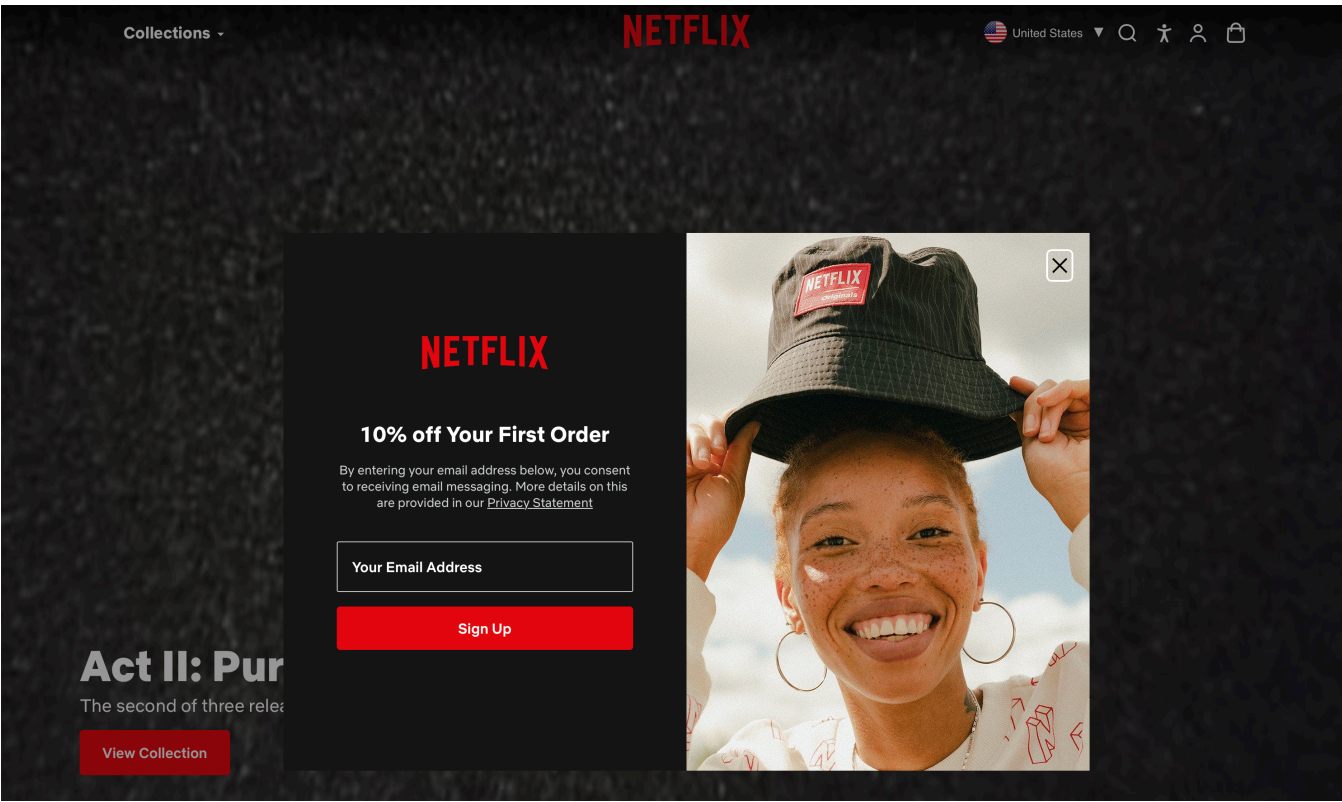 Collections
NETFLIX
United States
NETFLIX
Originals
NETFLIX
10% off Your First Order
By entering your email address below, you consent
to receiving email messaging. More details on this
are provided in our Privacy Statement
Your Email Address
Sign Up
Act II: Pur
The second of three relea
View Collection